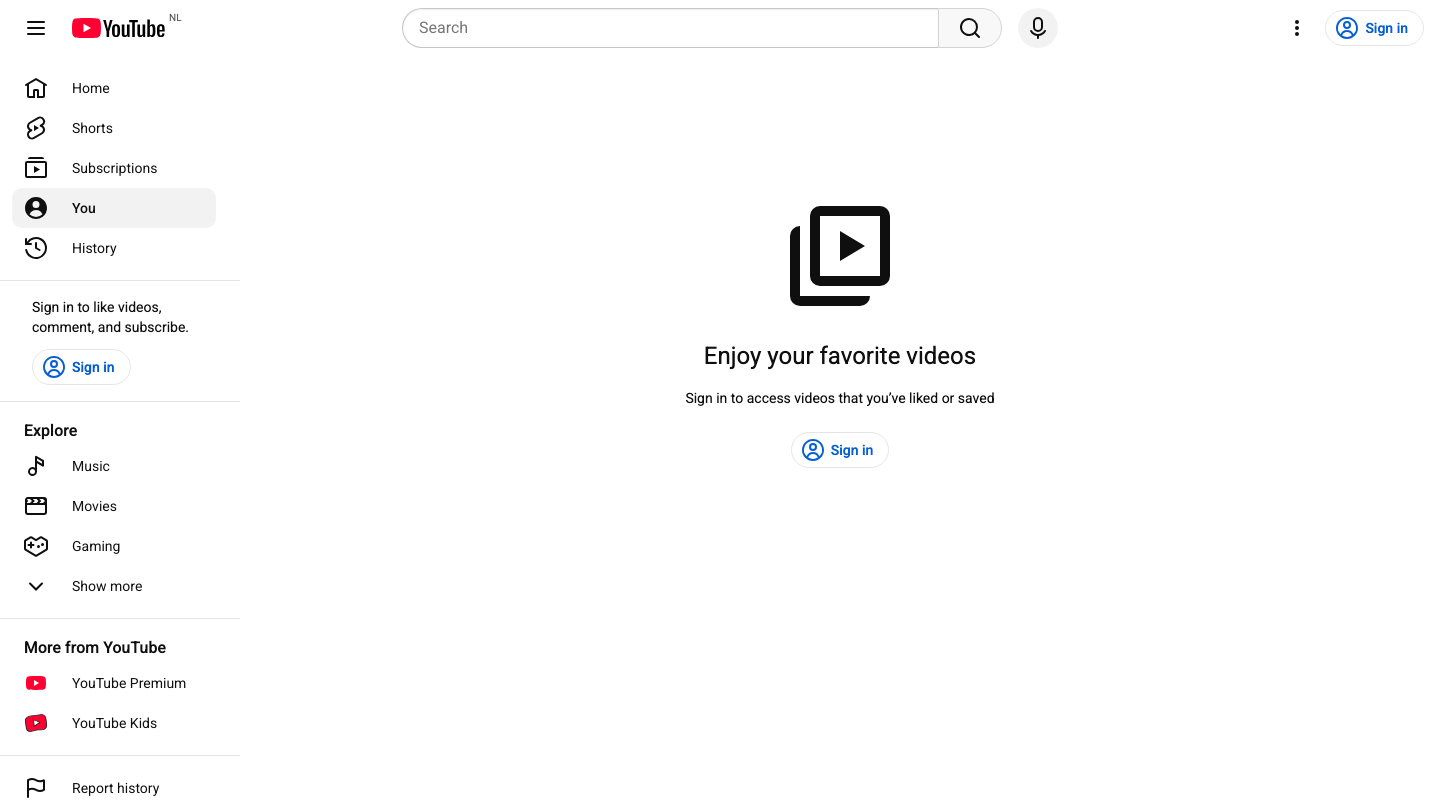 YouTube NL
Search
Sign in
Home
Shorts
Subscriptions
You
History
Sign in to like videos,
comment, and subscribe.
Sign in
Explore
Music
Movies
Gaming
Show more
More from YouTube
YouTube Premium
YouTube Kids
Report history
Enjoy your favorite videos
Sign in to access videos that you’ve liked or saved
Sign in